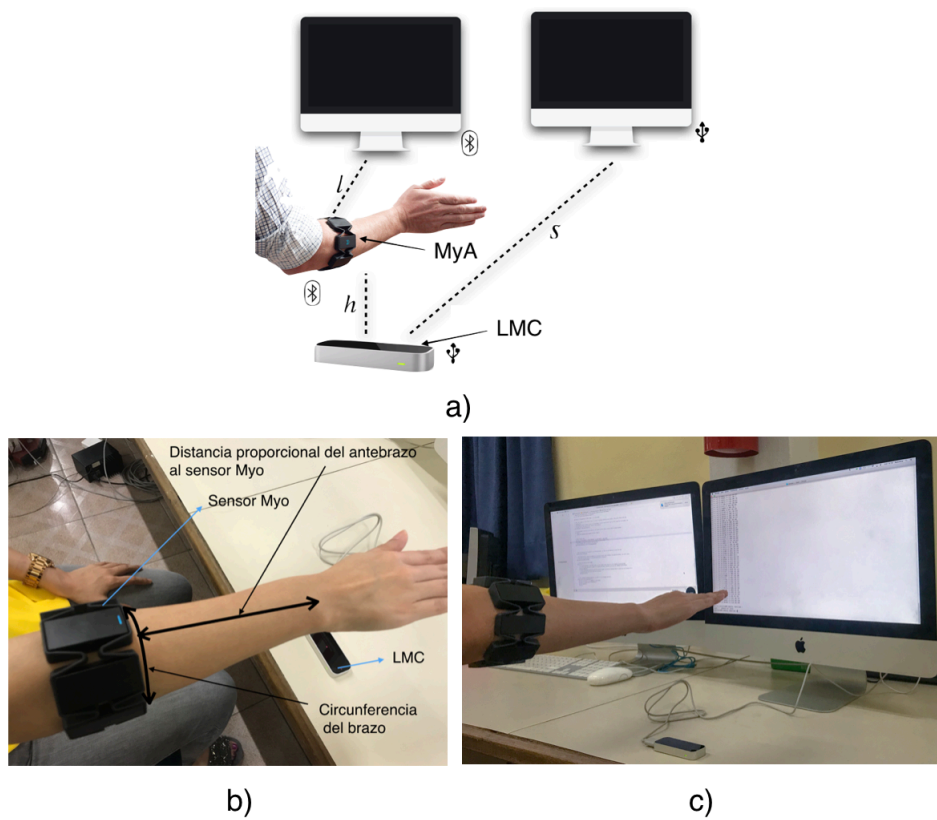 l
MyA
s
h
LMC
a)
Distancia proporcional del antebrazo
al sensor Myo
Sensor Myo
LMC
Circunferencia
del brazo
b)
c)